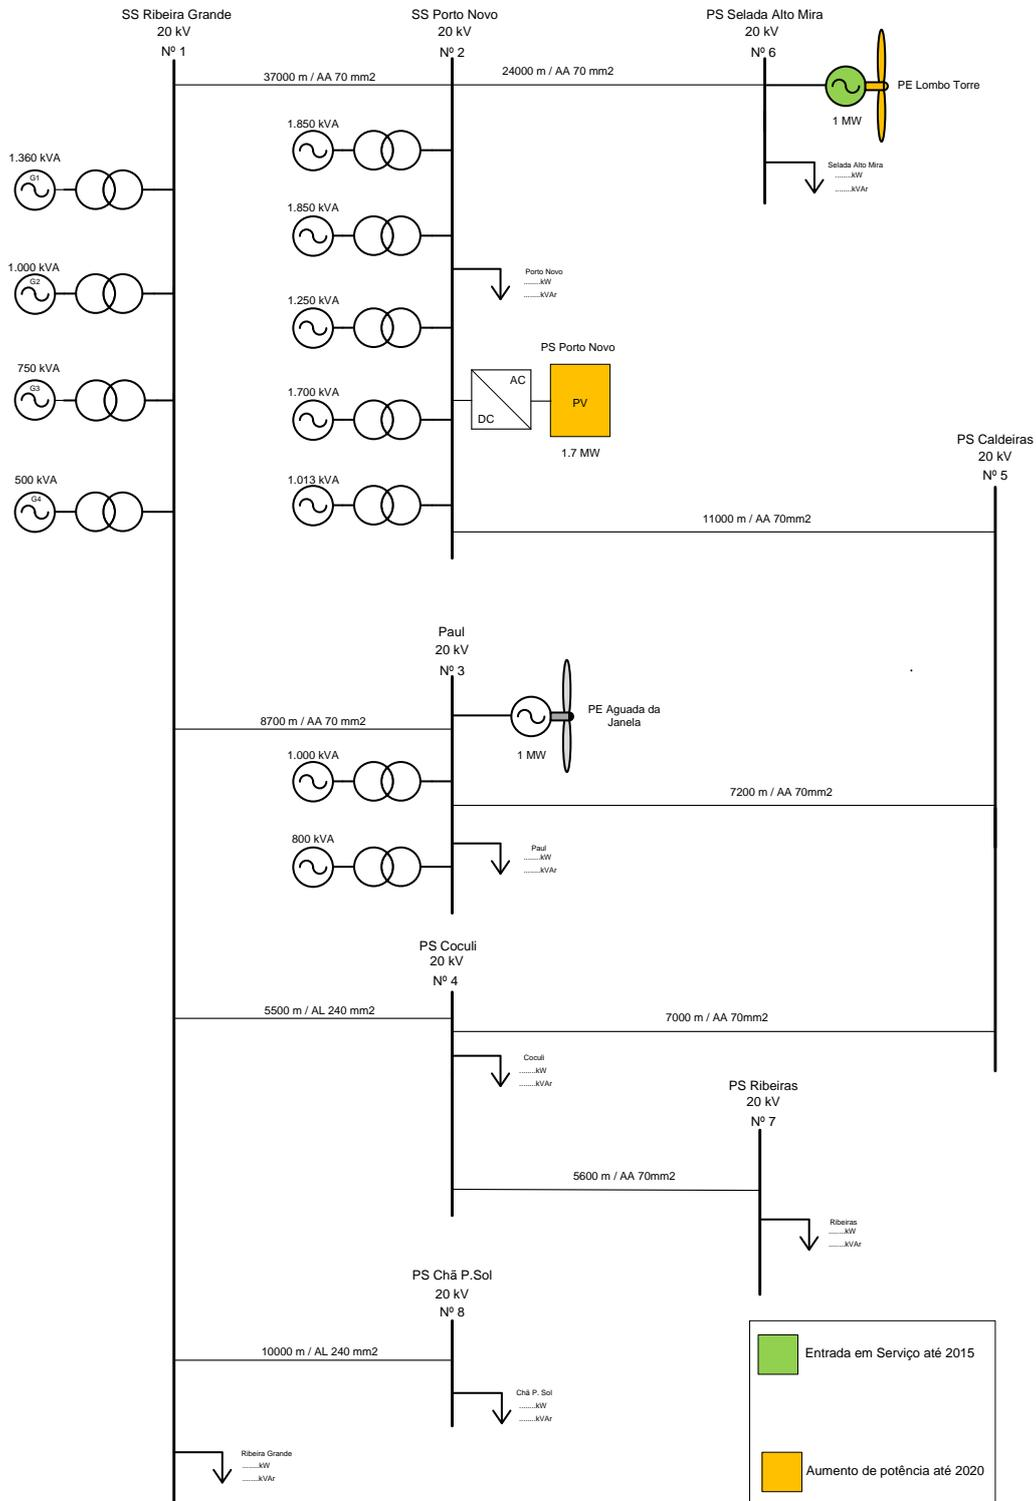 SS Ribeira Grande
20 kV
Nº 1
SS Porto Novo
20 kV
Nº 2
PS Selada Alto Mira
20 kV
Nº 6
37000 m / AA 70 mm2
24000 m / AA 70 mm2
PE Lombo Torre
1 MW
Selada Alto Mira
........kW
........kVAr
1.360 kVA
G1
1.000 kVA
G2
750 kVA
G3
500 kVA
G4
1.850 kVA
1.850 kVA
1.250 kVA
1.700 kVA
1.013 kVA
Porto Novo
........kW
........kVAr
PS Porto Novo
AC
DC
PV
1.7 MW
PS Caldeiras
20 kV
Nº 5
11000 m / AA 70mm2
Paul
20 kV
Nº 3
8700 m / AA 70 mm2
PE Aguada da
Janela
1 MW
1.000 kVA
7200 m / AA 70mm2
800 kVA
Paul
........kW
........kVAr
PS Coculi
20 kV
Nº 4
5500 m / AL 240 mm2
7000 m / AA 70mm2
Coculi
........kW
........kVAr
PS Ribeiras
20 kV
Nº 7
5600 m / AA 70mm2
Ribeiras
........kW
........kVAr
PS Chã P.Sol
20 kV
Nº 8
10000 m / AL 240 mm2
Chã P. Sol
........kW
........kVAr
Ribeira Grande
........kW
........kVAr
Entrada em Serviço até 2015
Aumento de potência até 2020